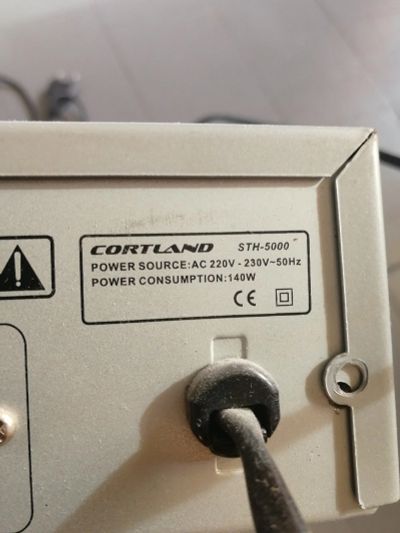 CORTLAND STH-5000
POWER SOURCE:AC 220V - 230V~50Hz
POWER CONSUMPTION:140W
CE